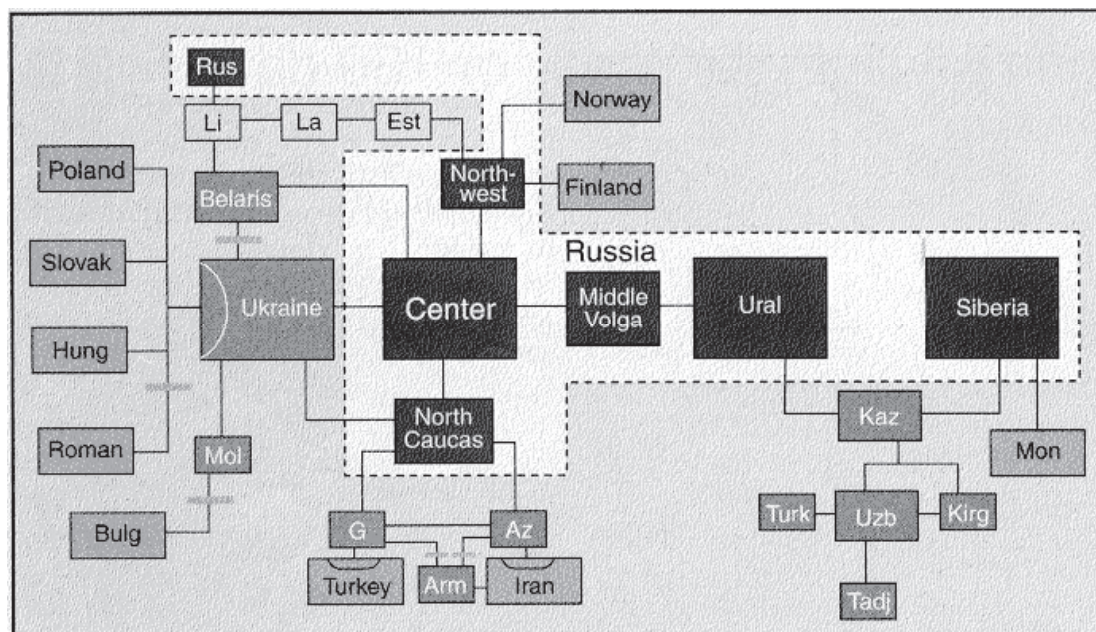 Rus
Norway
Li
La
Est
Poland
North-
west
Finland
Belaris
Slovak
Russia
Ukraine
Center
Middle
Volga
Ural
Siberia
Hung
North
Caucas
Kaz
Roman
Mol
Mon
Turk
Uzb
Kirg
Bulg
G
Az
Turkey
Arm
Iran
Tadj